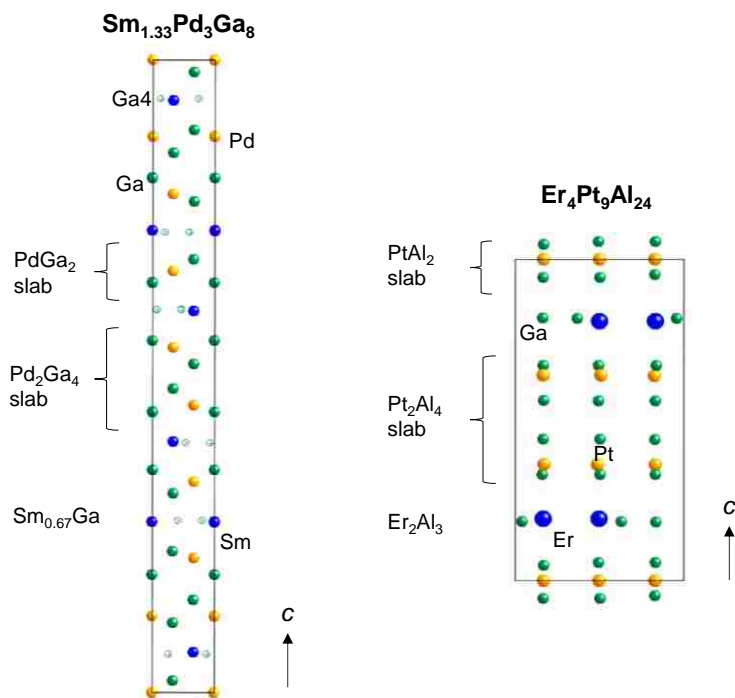 Sm1.33Pd3Ga8
Ga4
Pd
Ga
PdGa2
slab
Pd2Ga4
slab
Sm0.67Ga
Sm
c
Er4Pt9Al24
PtAl2
slab
Ga
Pt2Al4
slab
Pt
Er2Al3
Er
c